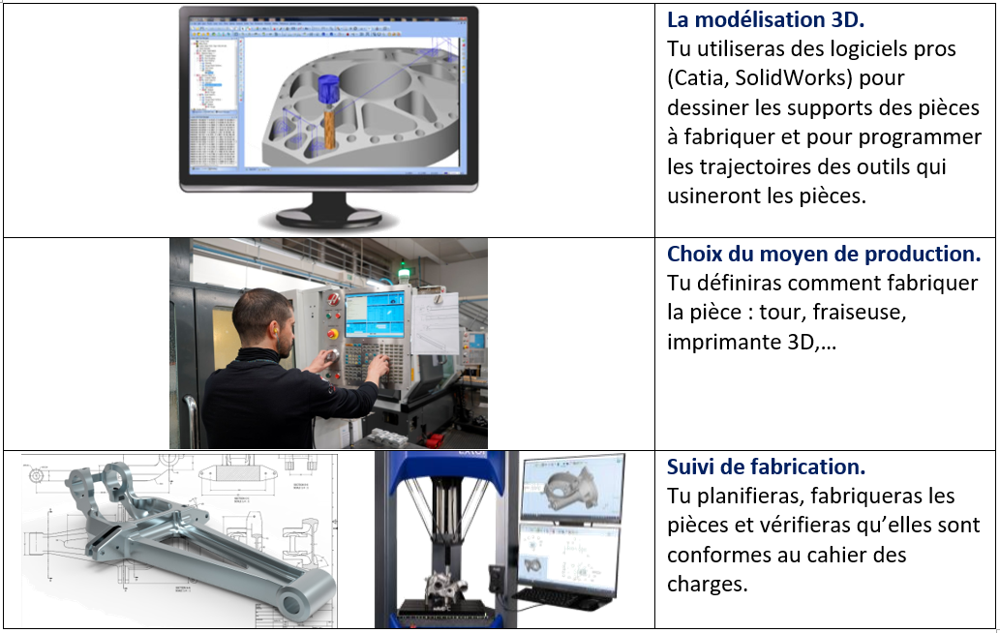 La modélisation 3D.
Tu utiliseras des logiciels pros
(Catia, SolidWorks) pour
dessiner les supports des pièces
à fabriquer et pour programmer
les trajectoires des outils qui
usineront les pièces.
Choix du moyen de production.
Tu définiras comment fabriquer
la pièce : tour, fraiseuse,
imprimante 3D,…
Suivi de fabrication.
Tu planifieras, fabriqueras les
pièces et vérifieras qu’elles sont
conformes au cahier des
charges.